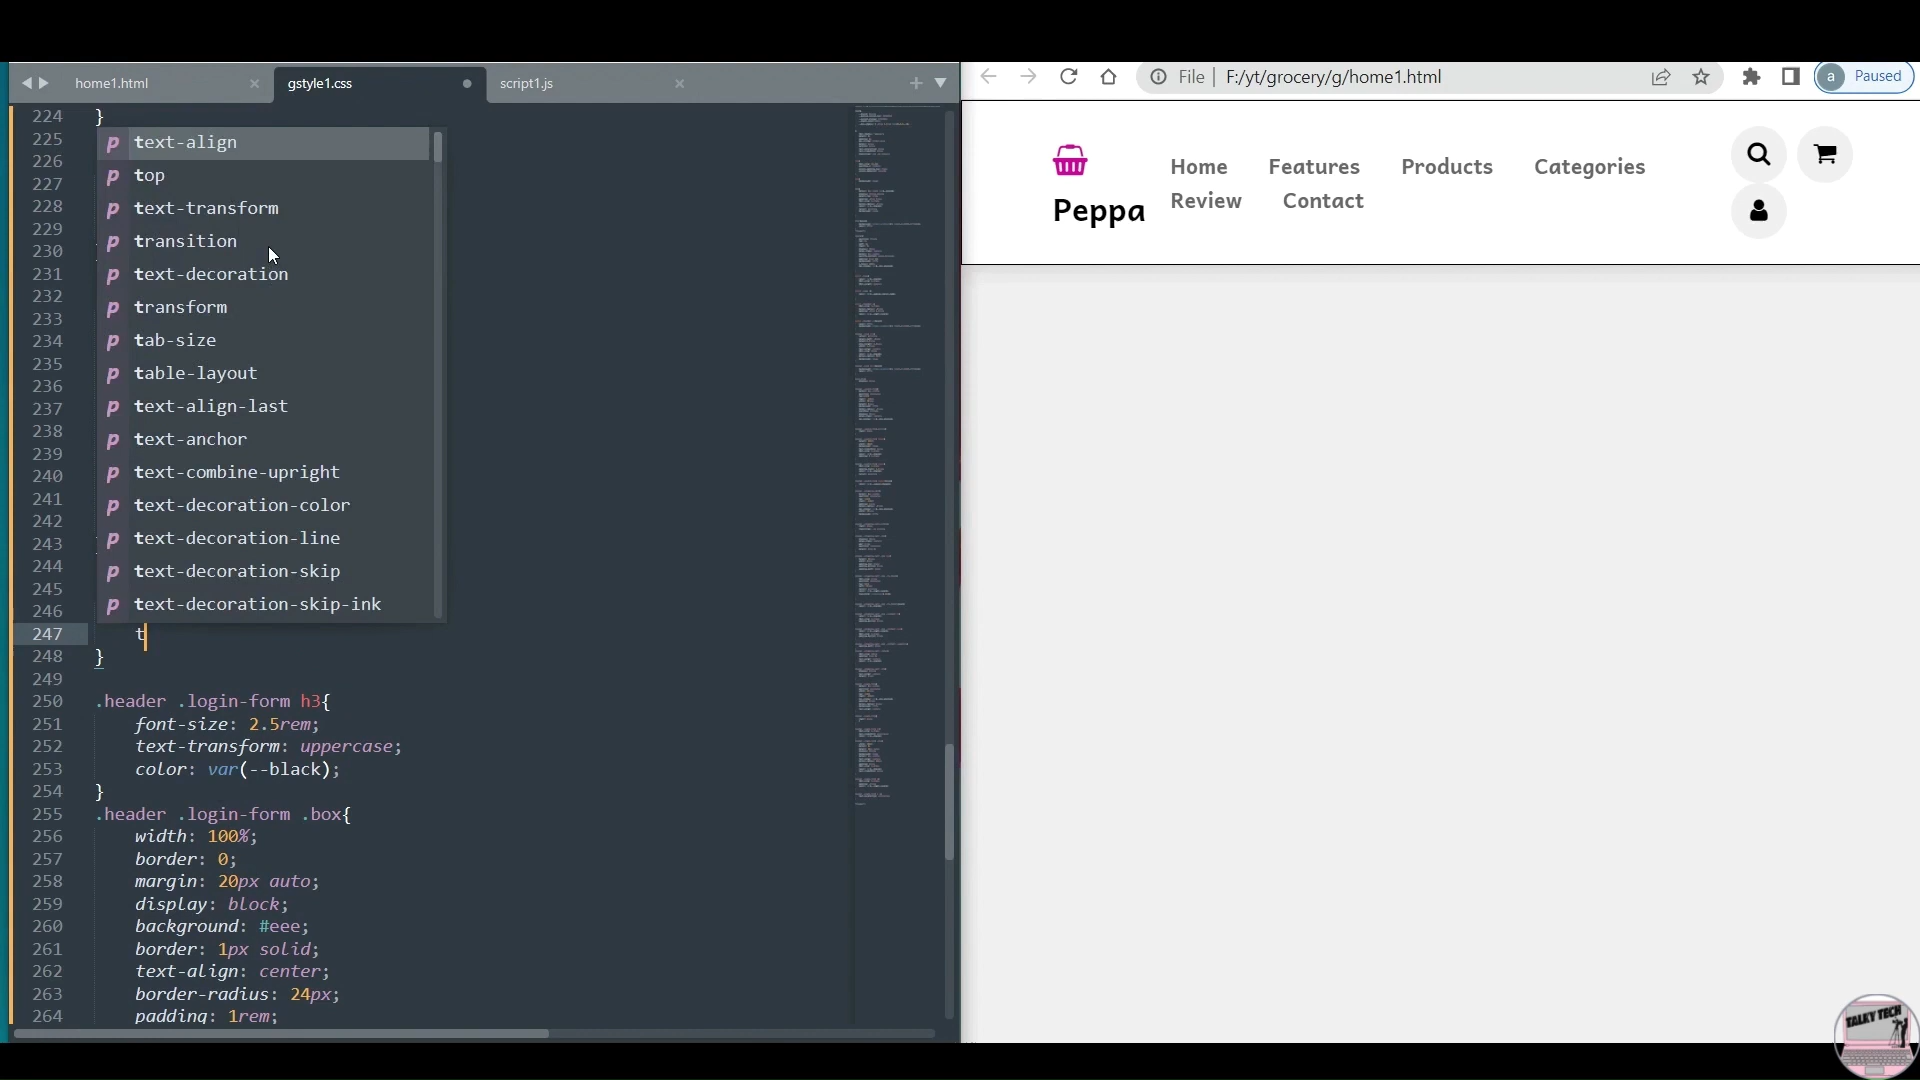 home1.html
gstyle1.css
script1.js
224 }
225
226
227
228
229
230
231
232
233
234
235
236
237
238
239
240
241
242
243
244
245
246
p text-align
p top
p text-transform
p transition
p text-decoration
p transform
p tab-size
p table-layout
p text-align-last
p text-anchor
p text-combine-upright
p text-decoration-color
p text-decoration-line
p text-decoration-skip
p text-decoration-skip-ink
247 t
248 }
249
250 .header .login-form h3{
251 font-size: 2.5rem;
252 text-transform: uppercase;
253 color: var(--black);
254 }
255 .header .login-form .box{
256 width: 100%;
257 border: 0;
258 margin: 20px auto;
259 display: block;
260 background: #eee;
261 border: 1px solid;
262 text-align: center;
263 border-radius: 24px;
264 padding: 1rem;
File F:/yt/grocery/g/home1.html
a Paused
Peppa
Home Features Products Categories
Review Contact
TALKY TECH